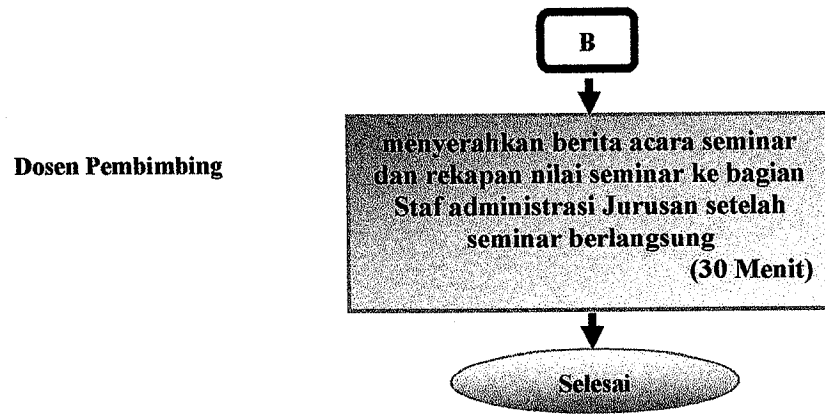 B
Dosen Pembimbing
menyerahkan berita acara seminar
dan rekapan nilai seminar ke bagian
Staf administrasi Jurusan setelah
seminar berlangsung
(30 Menit)
Selesai